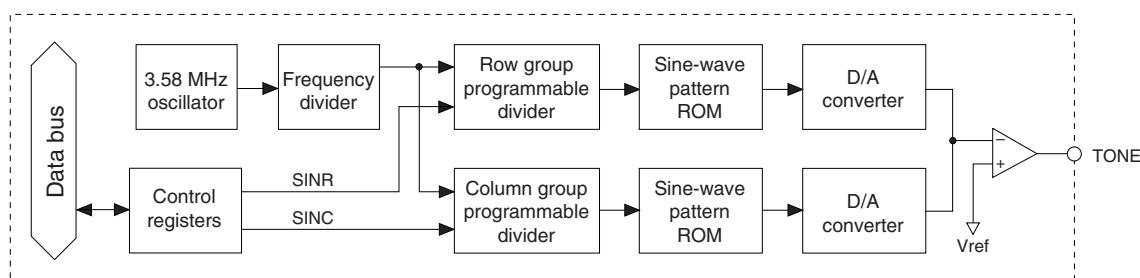 Data bus
3.58 MHz
oscillator
Frequency
divider
Row group
programmable
divider
Sine-wave
pattern
ROM
D/A
converter
Control
registers
SINR
SINC
Column group
programmable
divider
Sine-wave
pattern
ROM
D/A
converter
−
+
Vref
TONE